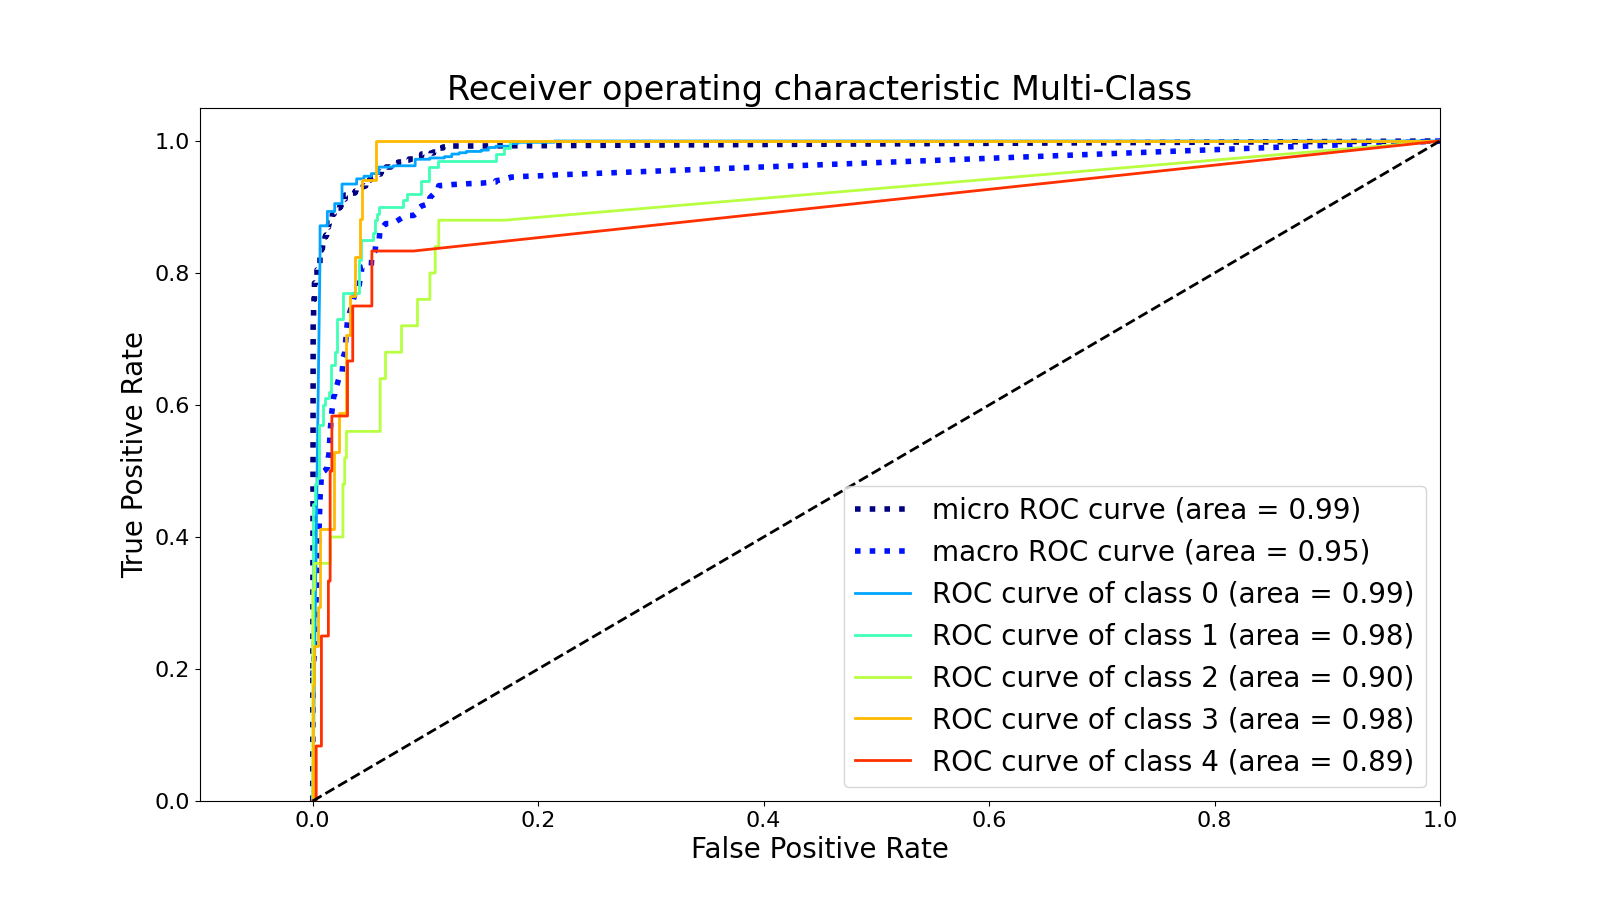 Receiver operating characteristic Multi-Class
1.0
0.8
0.6
0.4
0.2
0.0
True Positive Rate
micro ROC curve (area = 0.99)
macro ROC curve (area = 0.95)
ROC curve of class 0 (area = 0.99)
ROC curve of class 1 (area = 0.98)
ROC curve of class 2 (area = 0.90)
ROC curve of class 3 (area = 0.98)
ROC curve of class 4 (area = 0.89)
0.0 0.2 0.4 0.6 0.8 1.0
False Positive Rate